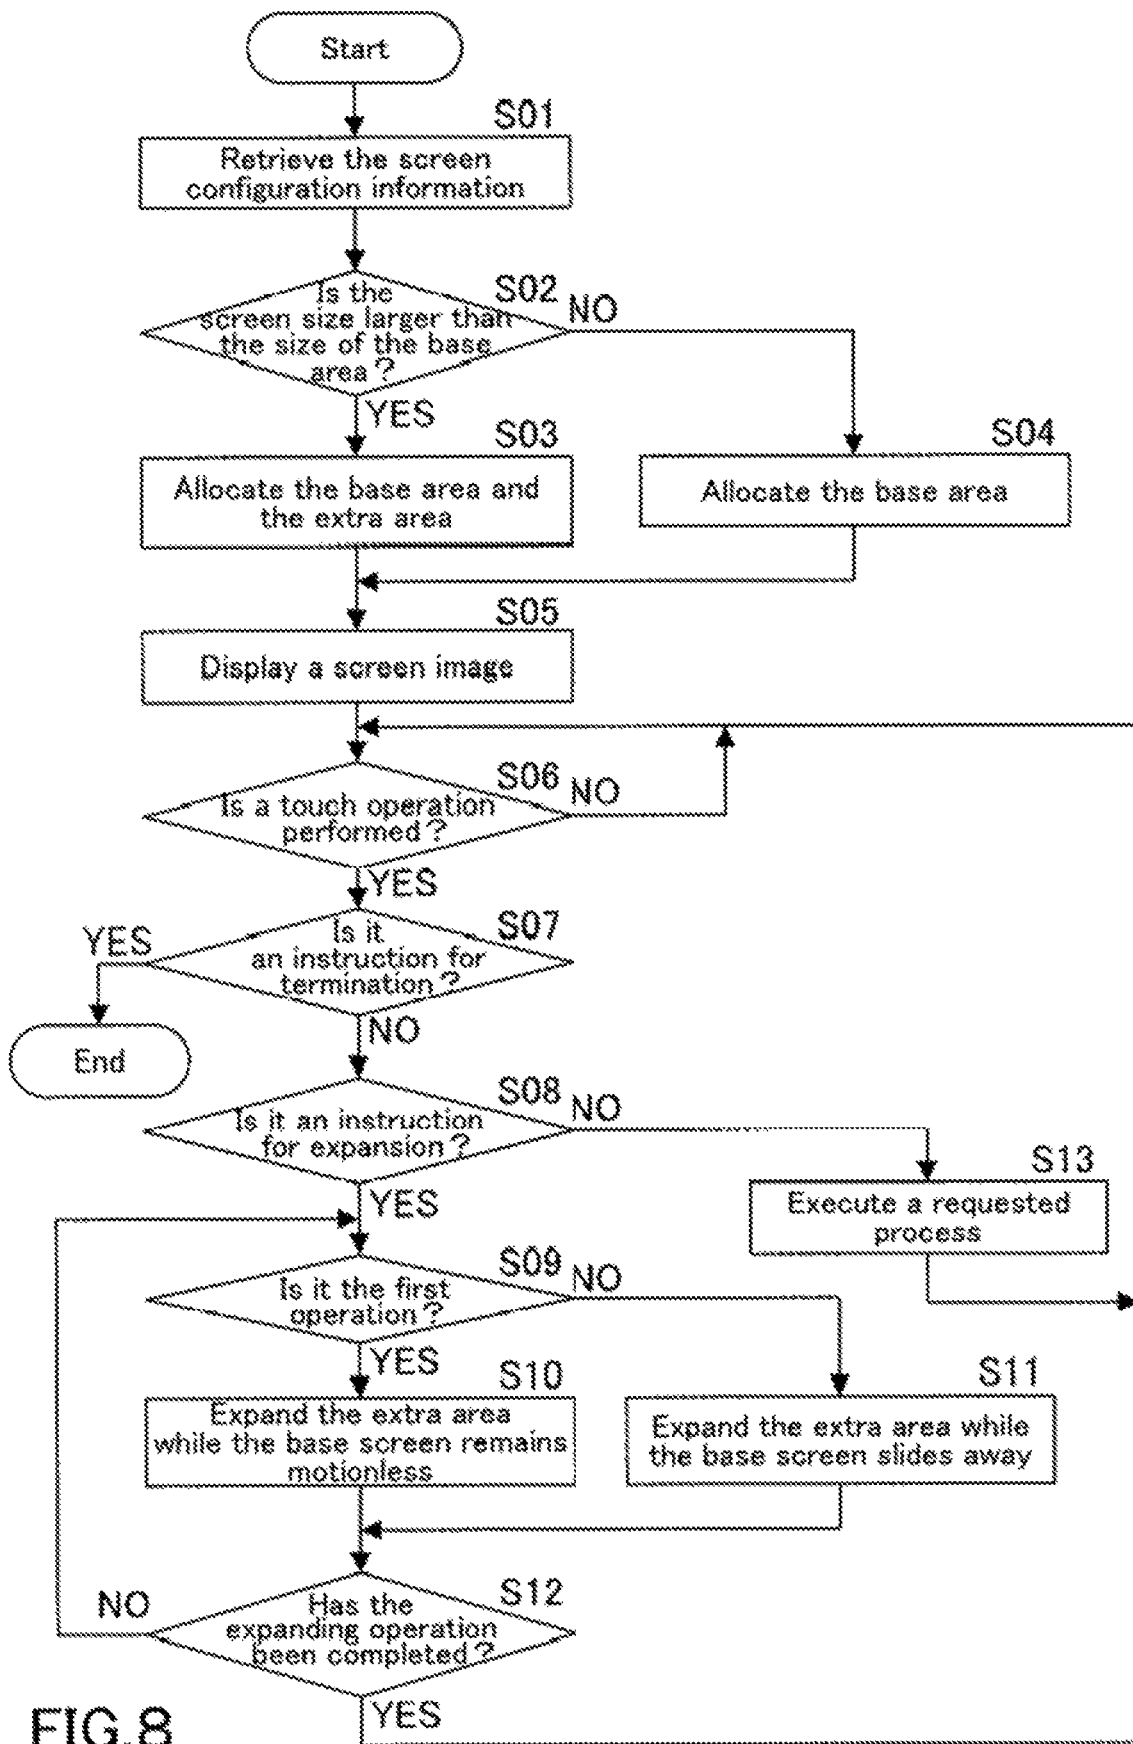 Start
S01
Retrieve the screen
configuration information
S02
Is the
screen size larger than
the size of the base
area?
NO
YES
S03
Allocate the base area and
the extra area
S04
Allocate the base area
S05
Display a screen image
S06
Is a touch operation
performed?
NO
YES
S07
Is it
an instruction for
termination?
YES
End
NO
S08
Is it an instruction
for expansion?
NO
S13
Execute a requested
process
YES
S09
Is it the first
operation?
NO
YES
S10
Expand the extra area
while the base screen remains
motionless
S11
Expand the extra area while
the base screen slides away
S12
Has the
expanding operation
been completed?
NO
YES
FIG.8